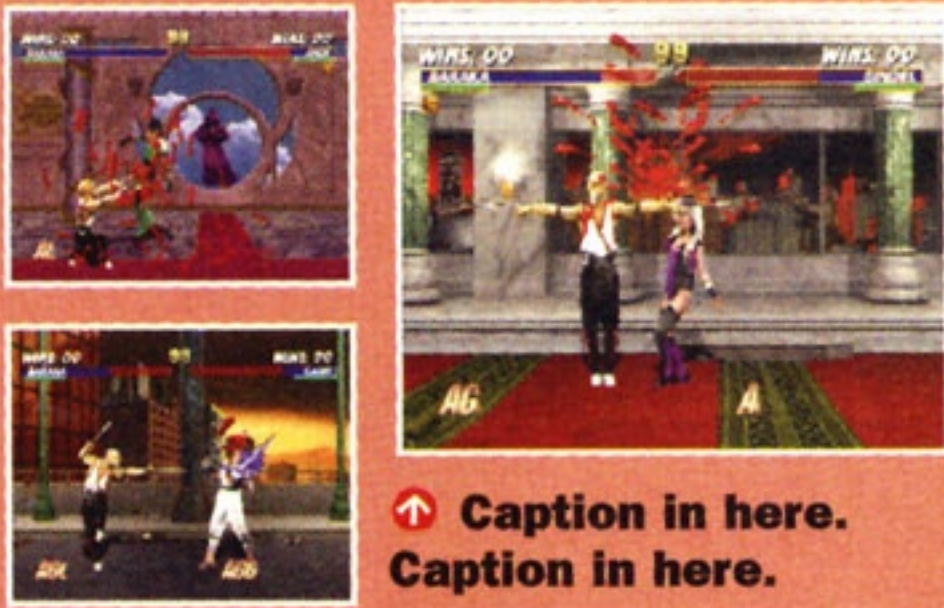 WINS: 00 99 WINS: 00
WINS: 00 99 WINS: 00
BARAKA SINDEL
AG A
WINS: 00 99 WINS: 00
BARAKA
Caption in here.
Caption in here.